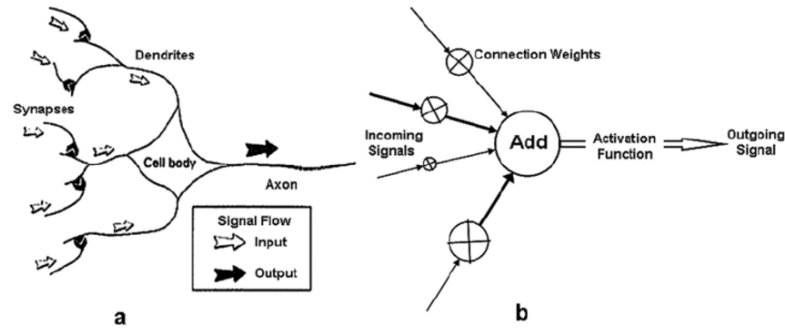 Dendrites
Synapses
Cell body
Axon
Signal Flow
Input
Output
a
Connection Weights
Incoming
Signals
Add
Activation
Function
Outgoing
Signal
b